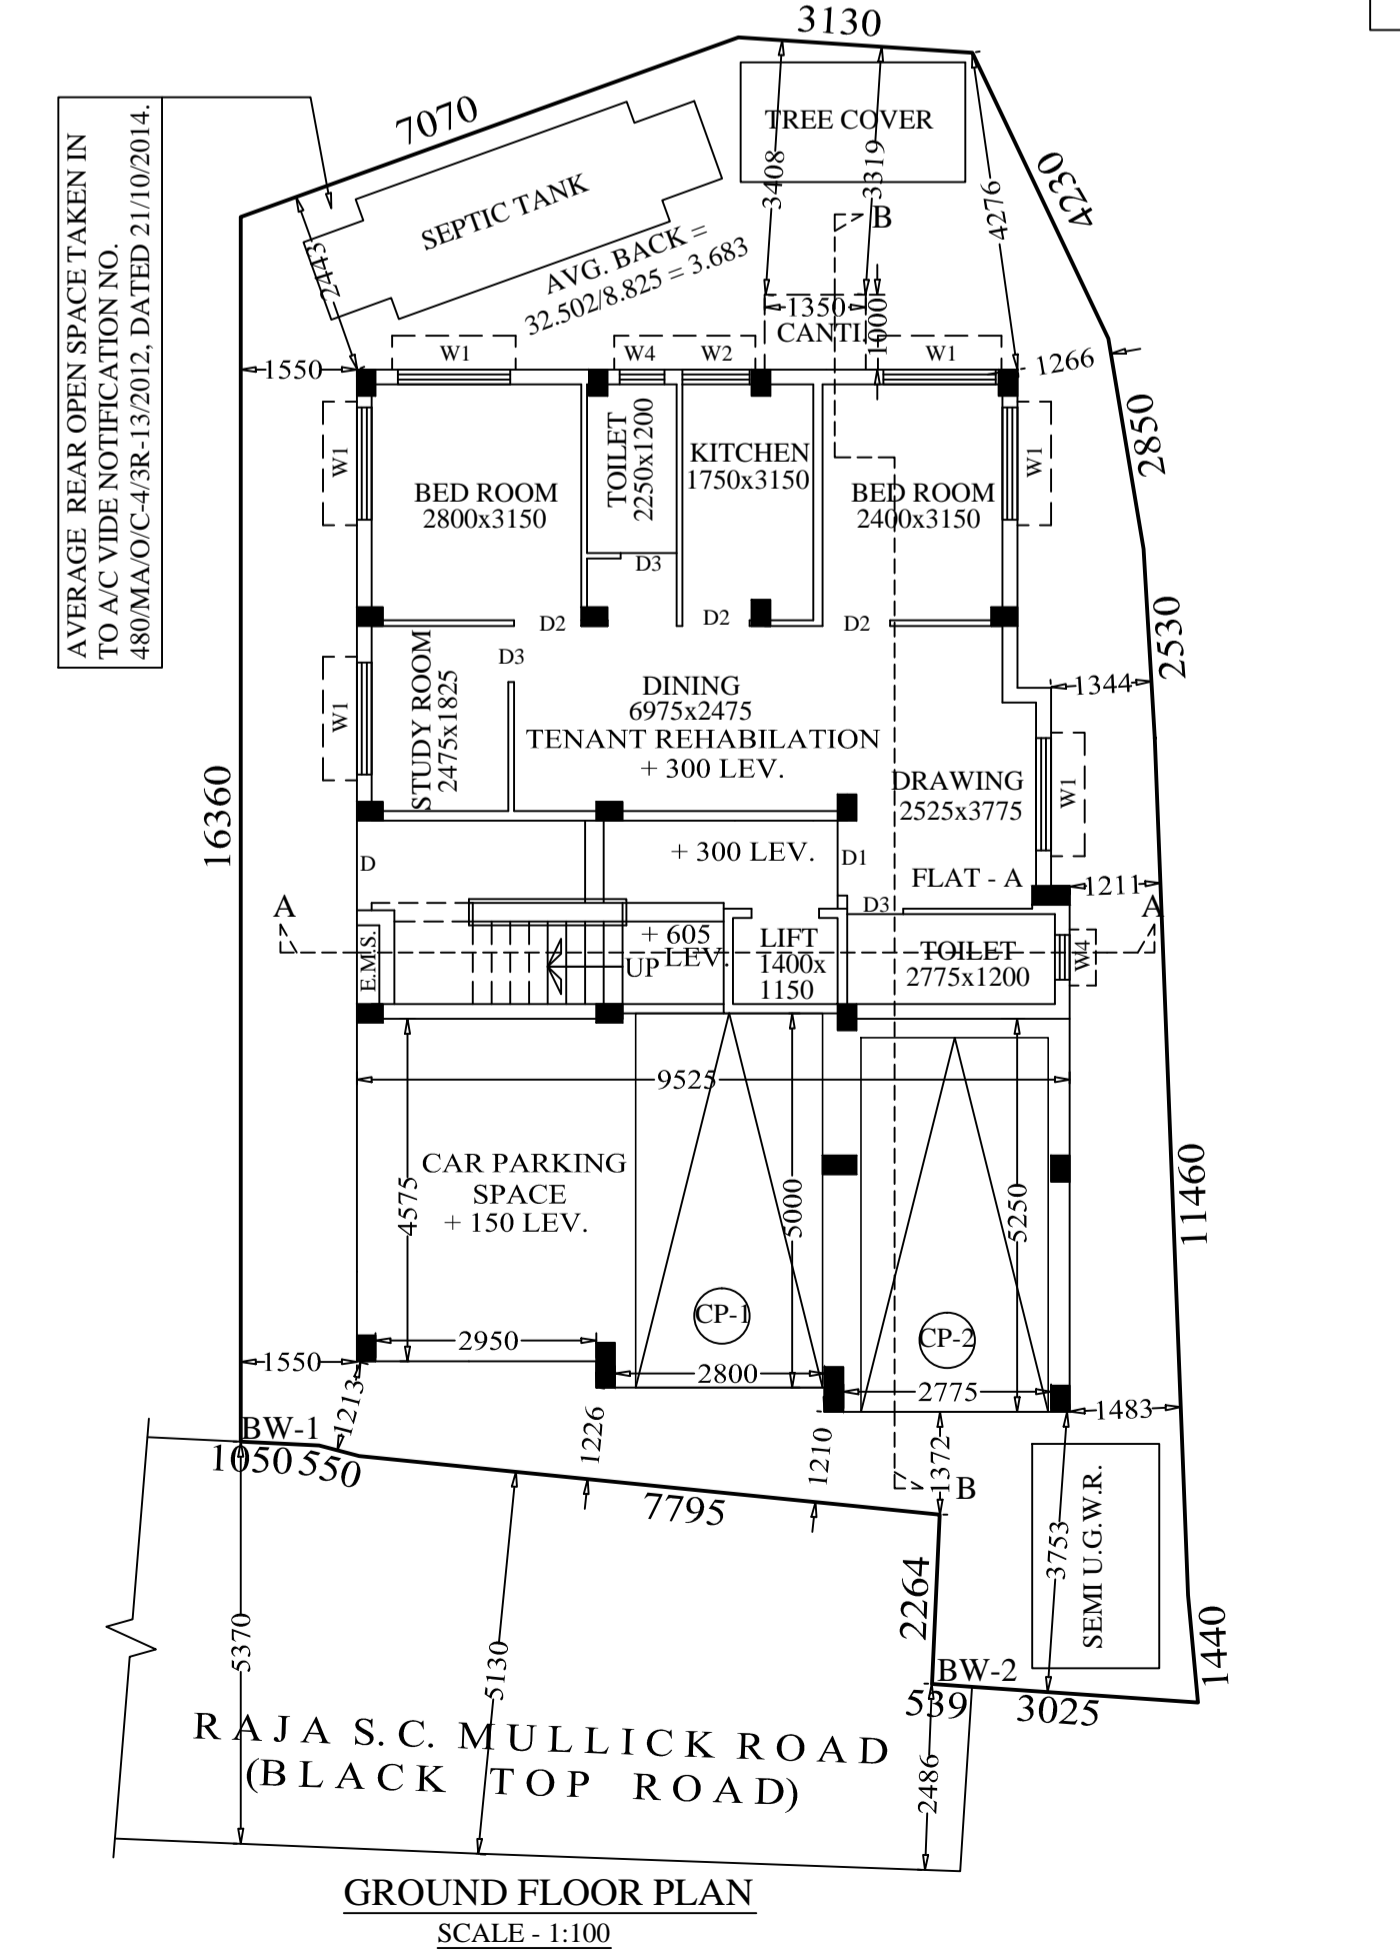 3130
7070
TREE COVER
AVERAGE REAR OPEN SPACE TAKEN IN
TO A/C VIDE NOTIFICATION NO.
480/MA/O/C-4/3R-13/2012, DATED 21/10/2014.
3408
3319
4276
4230
SEPTIC TANK
2443
B
AVG. BACK =
32.502/8.825 = 3.683
1350
CANTI.
1000
1550
W1
W4
W2
W1
1266
2850
W1
BED ROOM
2800x3150
TOILET
2250x1200
KITCHEN
1750x3150
BED ROOM
2400x3150
W1
D3
D2
D2
D2
D3
2530
W1
STUDY ROOM
2475x1825
DINING
6975x2475
TENANT REHABILATION
+ 300 LEV.
1344
DRAWING
2525x3775
W1
16360
D
+ 300 LEV.
D1
FLAT - A
1211
A
D3
A
E.M.S.
UP
+ 605
LEV.
LIFT
1400x
1150
TOILET
2775x1200
W4
9525
4575
CAR PARKING
SPACE
+ 150 LEV.
5000
5250
11460
CP-1
CP-2
2950
2800
2775
1550
1213
1226
1210
1372
1483
BW-1
1050
550
7795
B
3753
SEMI U.G.W.R.
2264
1440
BW-2
539
3025
5370
5130
2486
RAJA S. C. MULLICK ROAD
(BLACK TOP ROAD)
GROUND FLOOR PLAN
SCALE - 1:100